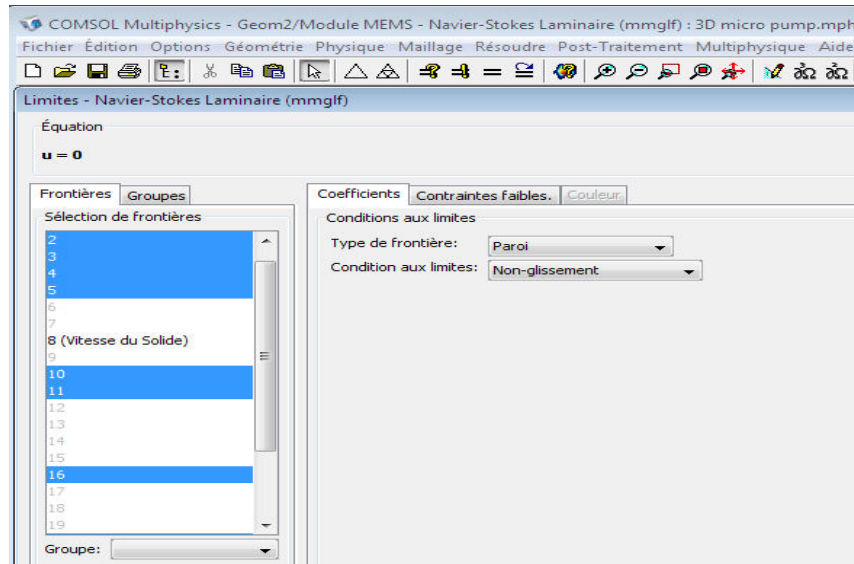 COMSOL Multiphysics - Geom2/Module MEMS - Navier-Stokes Laminaire (mmglf) : 3D micro pump.mph
Fichier Édition Options Géométrie Physique Maillage Résoudre Post-Traitement Multiphysique Aide
Limites - Navier-Stokes Laminaire (mmglf)
Équation
u = 0
Frontières Groupes
Coefficients Contraintes faibles. Couleur
Sélection de frontières
Conditions aux limites
2
3
4
5
6
7
8 (Vitesse du Solide)
9
10
11
12
13
14
15
16
17
18
19
Type de frontière: Paroi
Condition aux limites: Non-glissement
Groupe: